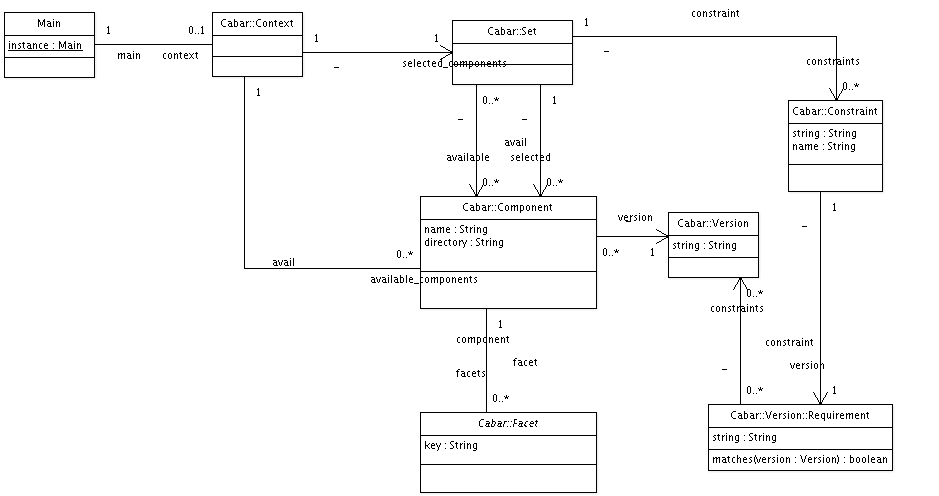 Main
instance : Main
1
main
0..1
context
Cabar::Context
1
_
1
selected_components
Cabar::Set
1
_
constraint
constraints
0..*
Cabar::Constraint
string : String
name : String
1
avail
0..*
available_components
0..*
_
available
0..*
1
_
avail
selected
0..*
Cabar::Component
name : String
directory : String
version
_
0..*
1
Cabar::Version
string : String
0..*
constraints
_
0..*
1
_
constraint
version
1
1
component
facet
facets
0..*
Cabar::Facet
key : String
Cabar::Version::Requirement
string : String
matches(version : Version) : boolean